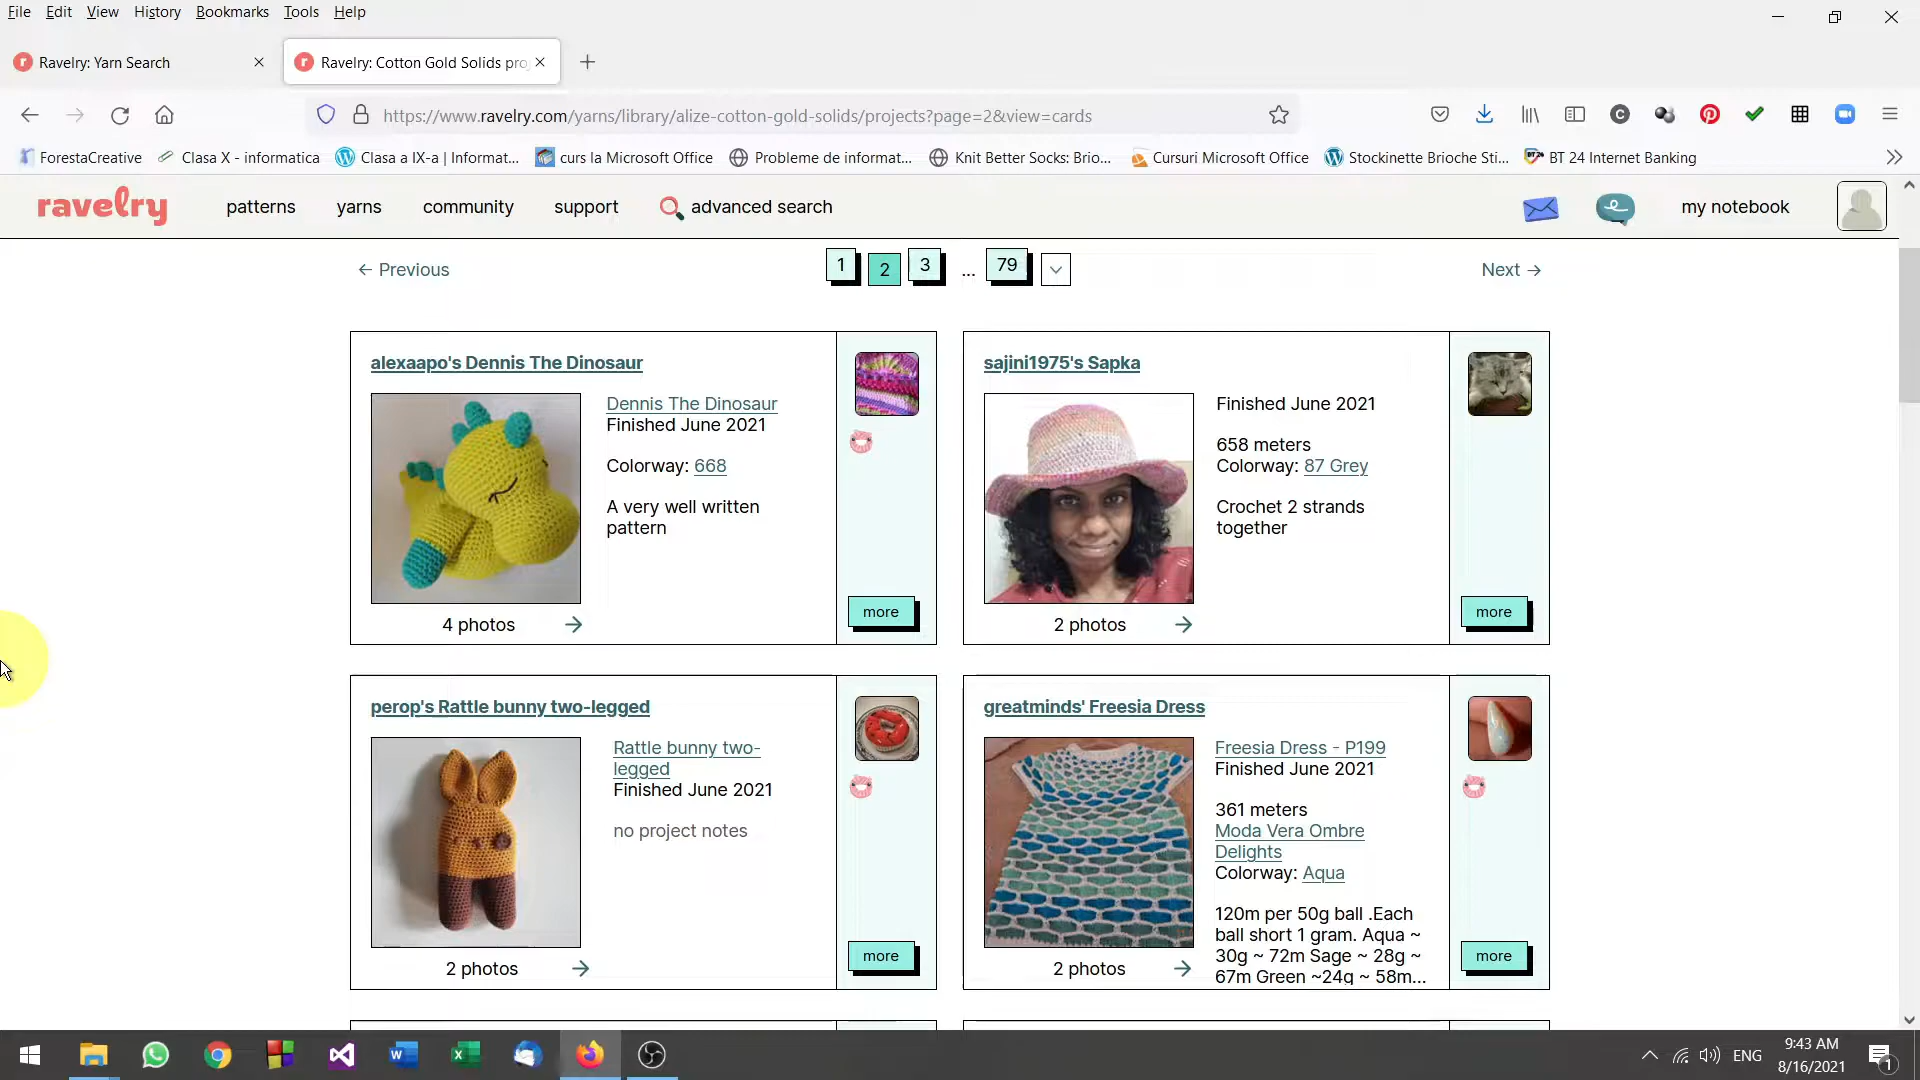 File Edit View History Bookmarks Tools Help
Ravelry: Yarn Search
Ravelry: Cotton Gold Solids pro
https://www.ravelry.com/yarns/library/alize-cotton-gold-solids/projects?page=2&view=cards
ForestaCreative Clasa X - informatica Clasa a IX-a | Informat... curs la Microsoft Office Probleme de informat... Knit Better Socks: Brio... Cursuri Microsoft Office Stockinette Brioche Sti... BT 24 Internet Banking
ravelry patterns yarns community support advanced search my notebook
← Previous 1 2 3 ... 79 Next →
alexaapo's Dennis The Dinosaur
Dennis The Dinosaur
Finished June 2021
Colorway: 668
A very well written
pattern
4 photos
more
sajini1975's Sapka
Finished June 2021
658 meters
Colorway: 87 Grey
Crochet 2 strands
together
2 photos
more
perop's Rattle bunny two-legged
Rattle bunny two-
legged
Finished June 2021
no project notes
2 photos
more
greatminds' Freesia Dress
Freesia Dress - P199
Finished June 2021
361 meters
Moda Vera Ombre
Delights
Colorway: Aqua
120m per 50g ball .Each
ball short 1 gram. Aqua ~
30g ~ 72m Sage ~ 28g ~
67m Green ~24g ~ 58m...
2 photos
more
ENG
9:43 AM
8/16/2021
1